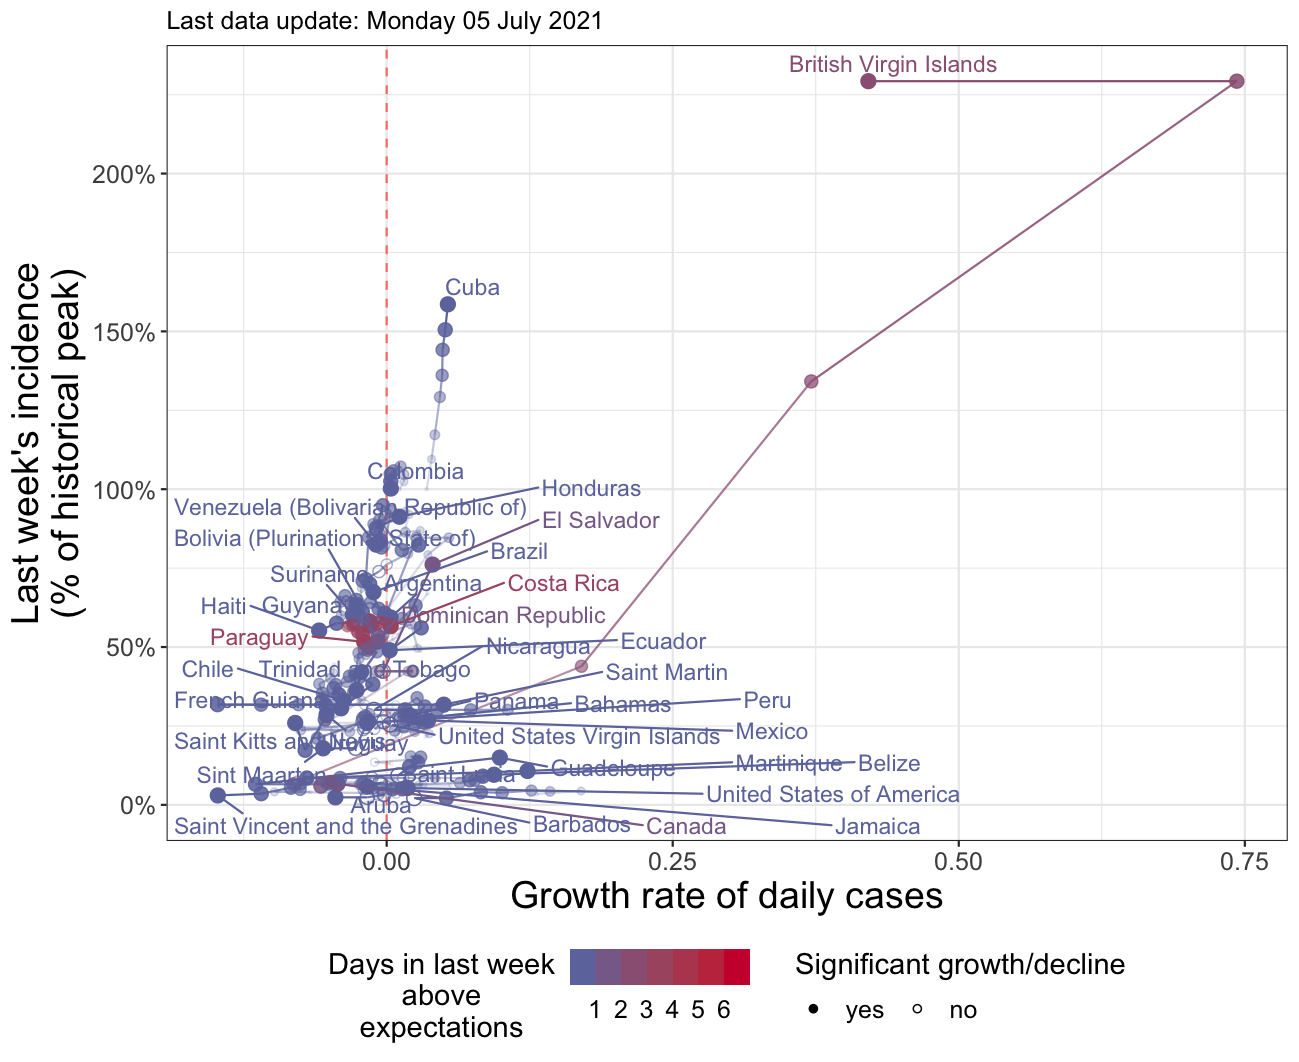 Last data update: Monday 05 July 2021
Last week's incidence
(% of historical peak)
200%
150%
100%
50%
0%
British Virgin Islands
Cuba
Colombia
Honduras
Venezuela (Bolivarian Republic of)
El Salvador
Bolivia (Plurinational State of)
Brazil
Suriname
Argentina
Costa Rica
Haiti
Guyana
Dominican Republic
Paraguay
Ecuador
Nicaragua
Chile
Trinidad and Tobago
Saint Martin
French Guiana
Panama
Bahamas
Peru
Mexico
United States Virgin Islands
Saint Kitts and Nevis
Uruguay
Guadeloupe
Martinique
Belize
Sint Maarten
Saint Lucia
United States of America
Aruba
Saint Vincent and the Grenadines
Barbados
Canada
Jamaica
0.00
0.25
0.50
0.75
Growth rate of daily cases
Days in last week
above
expectations
1 2 3 4 5 6
Significant growth/decline
yes
no